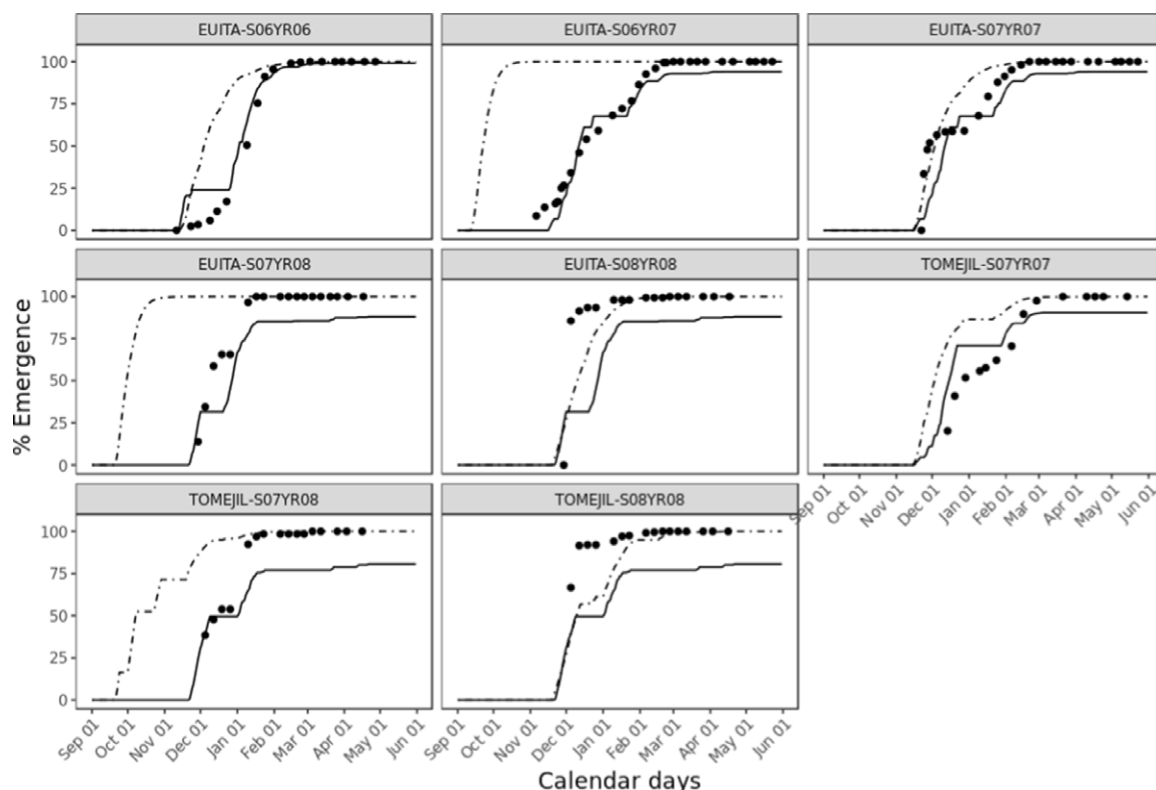 EUITA-S06YR06
EUITA-S06YR07
EUITA-S07YR07
100
75
50
25
0
EUITA-S07YR08
EUITA-S08YR08
TOMEJIL-S07YR07
100
75
50
25
0
Sep 01
Oct 01
Nov 01
Dec 01
Jan 01
Feb 01
Mar 01
Apr 01
May 01
Jun 01
TOMEJIL-S07YR08
TOMEJIL-S08YR08
100
75
50
25
0
Sep 01
Oct 01
Nov 01
Dec 01
Jan 01
Feb 01
Mar 01
Apr 01
May 01
Jun 01
Sep 01
Oct 01
Nov 01
Dec 01
Jan 01
Feb 01
Mar 01
Apr 01
May 01
Jun 01
% Emergence
Calendar days